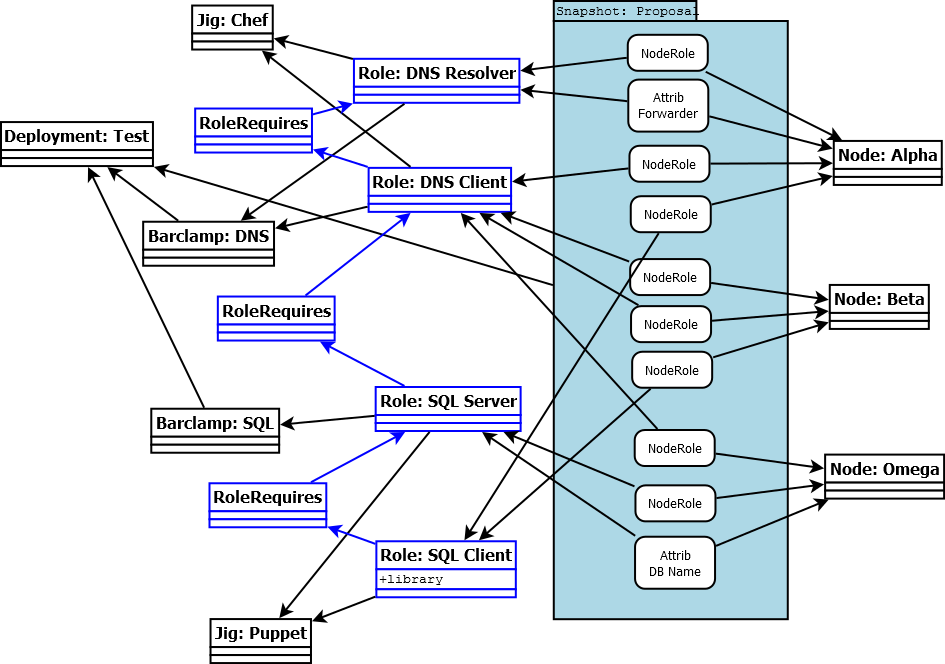 Snapshot: Proposal
Jig: Chef
NodeRole
Role: DNS Resolver
Attrib
Forwarder
RoleRequires
Deployment: Test
Node: Alpha
NodeRole
Role: DNS Client
NodeRole
Barclamp: DNS
NodeRole
Node: Beta
RoleRequires
NodeRole
NodeRole
Role: SQL Server
Barclamp: SQL
NodeRole
Node: Omega
RoleRequires
NodeRole
Role: SQL Client
+library
Attrib
DB Name
Jig: Puppet